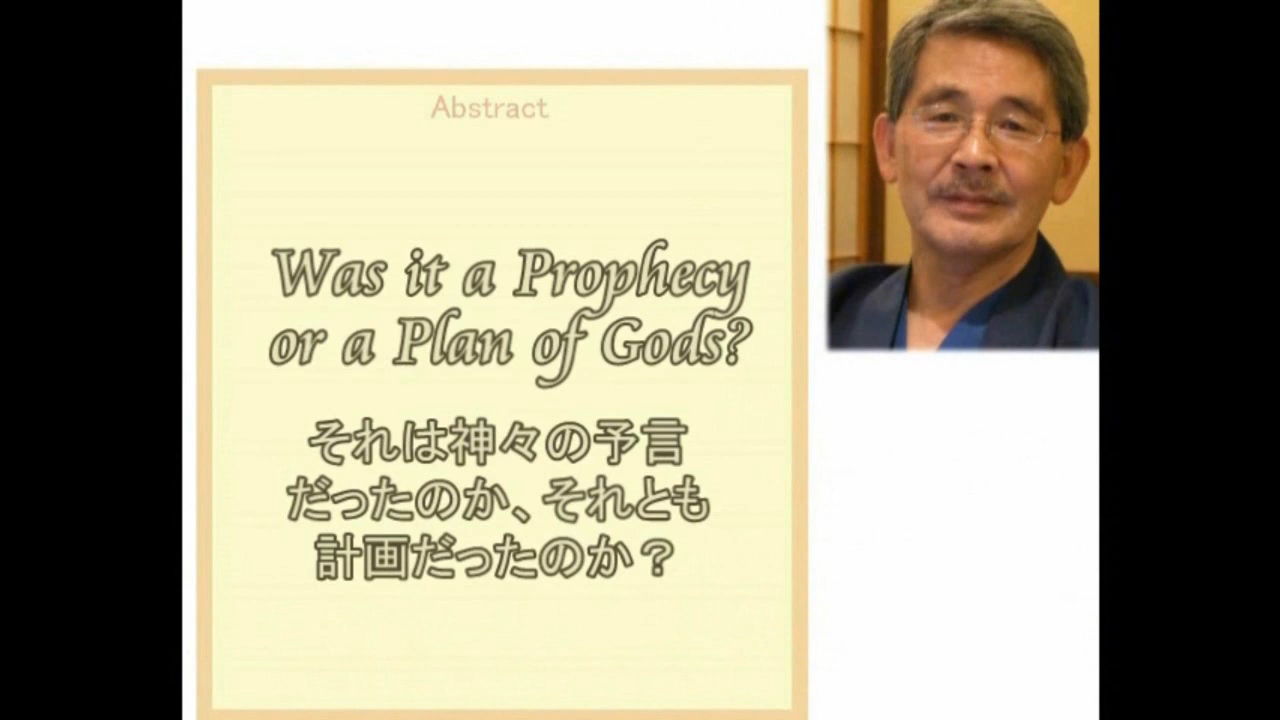 Abstract
Was it a Prophecy
or a Plan of Gods?
それは神々の予言
だったのか、それとも
計画だったのか？